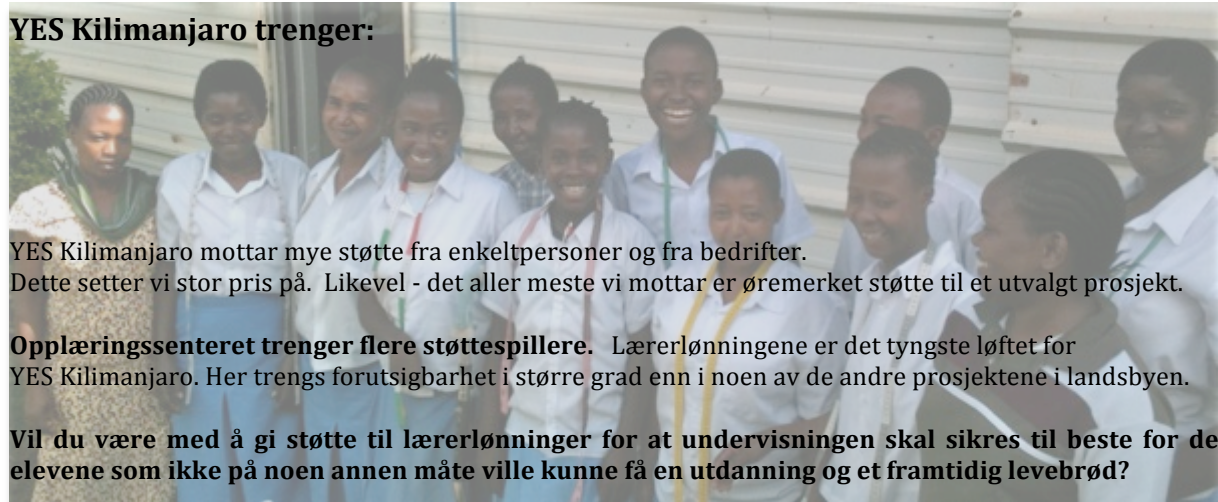 YES Kilimanjaro trenger:
YES Kilimanjaro mottar mye støtte fra enkeltpersoner og fra bedrifter.
Dette setter vi stor pris på. Likevel - det aller meste vi mottar er øremerket støtte til et utvalgt prosjekt.
Opplæringssenteret trenger flere støttespillere. Lærerlønningene er det tyngste løftet for
YES Kilimanjaro. Her trengs forutsigbarhet i større grad enn i noen av de andre prosjektene i landsbyen.
Vil du være med å gi støtte til lærerlønninger for at undervisningen skal sikres til beste for de
elevene som ikke på noen annen måte ville kunne få en utdanning og et framtidig levebrød?